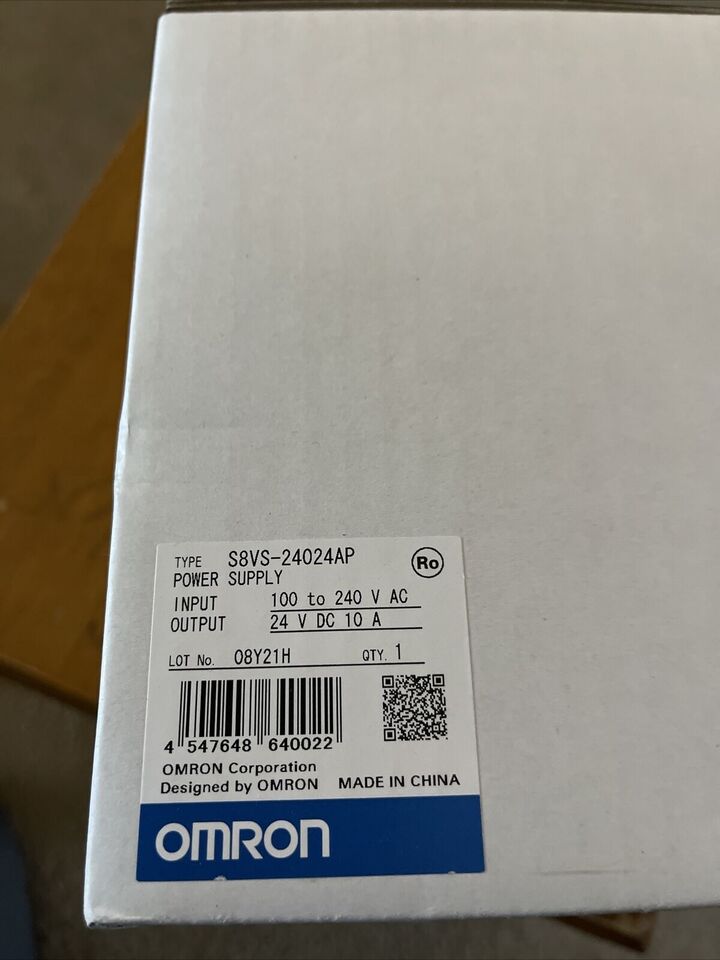 TYPE S8VS-24024AP
Ro
POWER SUPPLY
INPUT 100 to 240 V AC
OUTPUT 24 V DC 10 A
LOT No. 08Y21H QTY. 1
4 547648 640022
OMRON Corporation
Designed by OMRON MADE IN CHINA
OMRON